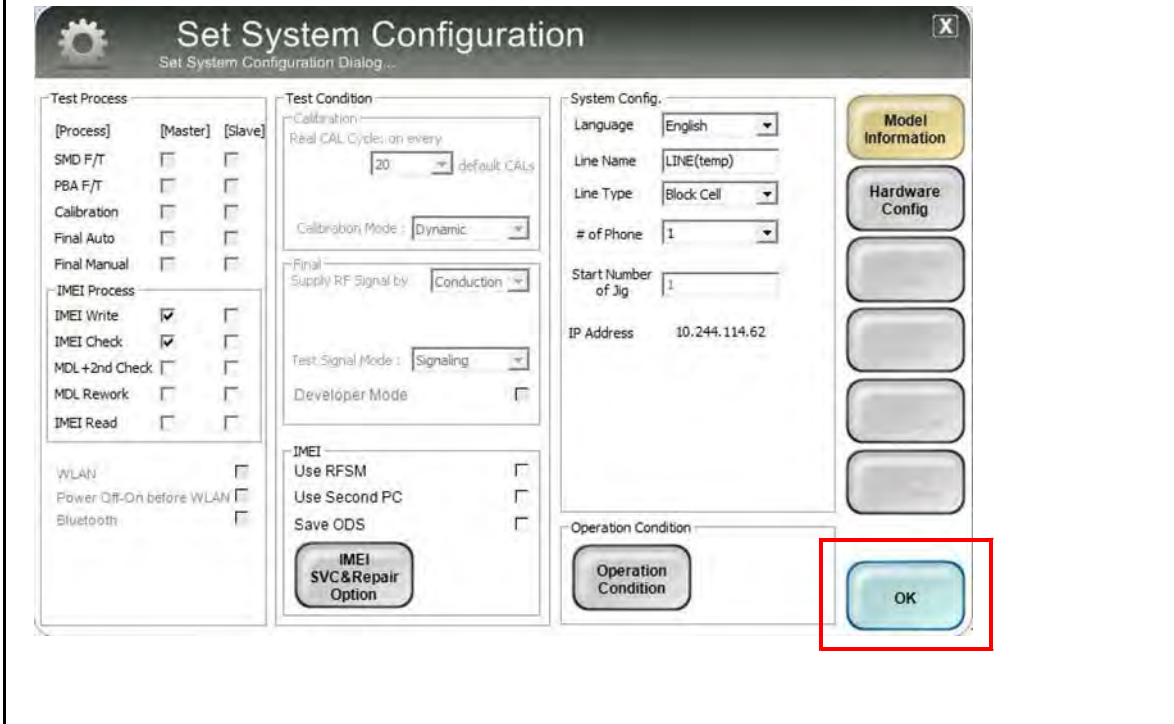 Set System Configuration
Set System Configuration Dialog...
X
Test Process
[Process] [Master] [Slave]
SMD F/T
PBA F/T
Calibration
Final Auto
Final Manual
IMEI Process
IMEI Write
IMEI Check
MDL+2nd Check
MDL Rework
IMEI Read
WLAN
Power Off-On before WLAN
Bluetooth
Test Condition
Calibration
Real CAL Cycle: on every
20 default CALs
Calibration Mode : Dynamic
Final
Supply RF Signal by Conduction
Test Signal Mode : Signaling
Developer Mode
IMEI
Use RFSM
Use Second PC
Save ODS
IMEI
SVC&Repair
Option
System Config.
Language English
Line Name LINE(temp)
Line Type Block Cell
# of Phone 1
Start Number
of Jig 1
IP Address 10.244.114.62
Operation Condition
Operation
Condition
Model
Information
Hardware
Config
OK